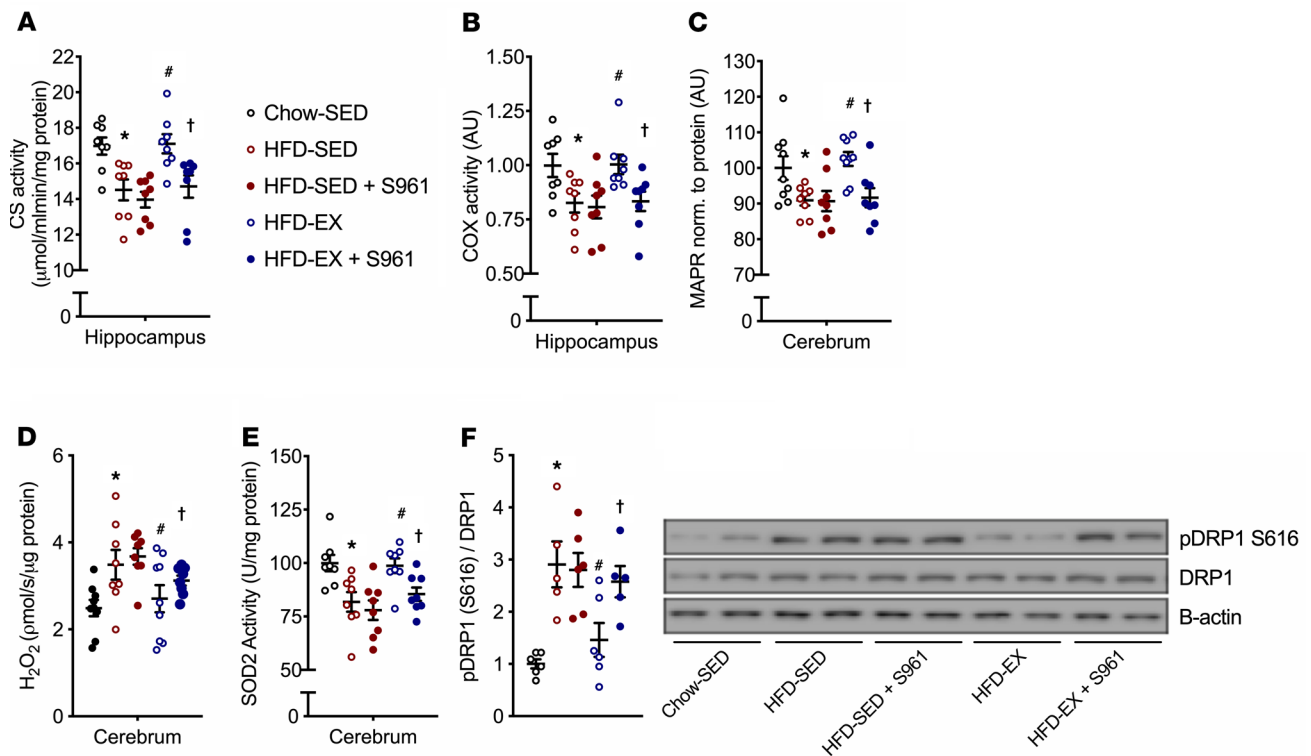 A
CS activity
(μmol/mlmin/mg protein)
22
20
18
16
14
12
10
0
*
#
†
Hippocampus
Chow-SED
HFD-SED
HFD-SED + S961
HFD-EX
HFD-EX + S961
B
COX activity (AU)
1.50
1.25
1.00
0.75
0.50
0
*
#
†
Hippocampus
C
MAPR norm. to protein (AU)
130
120
110
100
90
80
70
0
*
#
†
Cerebrum
D
H2O2 (pmol/s/μg protein)
6
4
2
0
*
#
†
Cerebrum
E
SOD2 Activity (U/mg protein)
150
125
100
75
50
0
*
#
†
Cerebrum
F
pDRP1 (S616) / DRP1
5
4
3
2
1
0
*
#
†
pDRP1 S616
DRP1
B-actin
Chow-SED
HFD-SED
HFD-SED + S961
HFD-EX
HFD-EX + S961